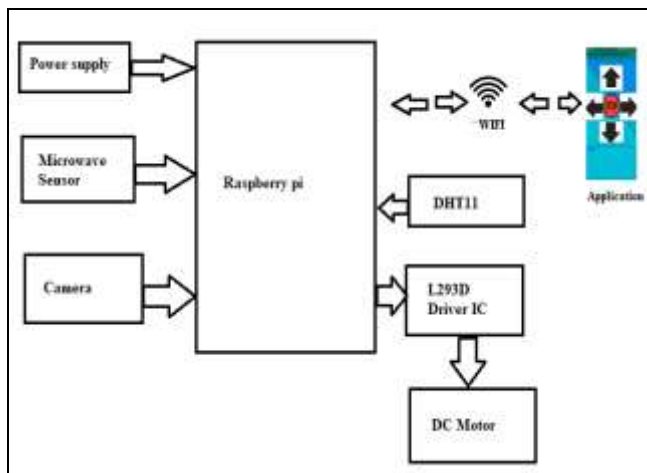 Power supply
Microwave
Sensor
Camera
Raspberry pi
WIFI
Application
DHT11
L293D
Driver IC
DC Motor